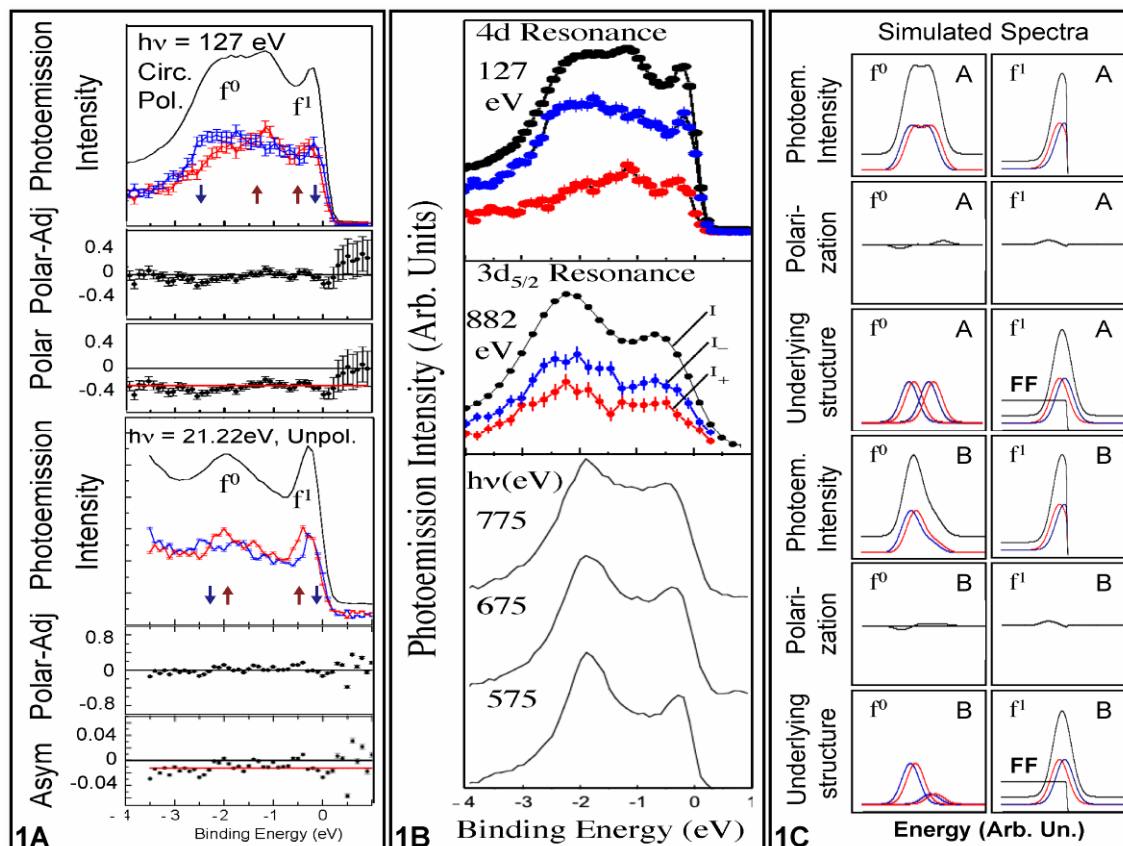 hν = 127 eV
Circ.
Pol.
f⁰
f¹
Photoemission
Intensity
Polar-Adj
0.4
0
-0.4
Polar
0.4
0
-0.4
hν = 21.22eV, Unpol.
f⁰
f¹
Photoemission
Intensity
Polar-Adj
0.8
0
-0.8
Asym
0.04
0
-0.04
-4 -3 -2 -1 0
Binding Energy (eV)
1A
4d Resonance
127
eV
3d5/2 Resonance
882
eV
I
I−
I+
hν(eV)
775
675
575
Photoemission Intensity (Arb. Units)
-4 -3 -2 -1 0 1
Binding Energy (eV)
1B
Simulated Spectra
Photoem.
Intensity
f⁰ A
f¹ A
Polari-
zation
f⁰ A
f¹ A
Underlying
structure
f⁰ A
f¹ A
FF
Photoem.
Intensity
f⁰ B
f¹ B
Polari-
zation
f⁰ B
f¹ B
Underlying
structure
f⁰ B
f¹ B
FF
Energy (Arb. Un.)
1C